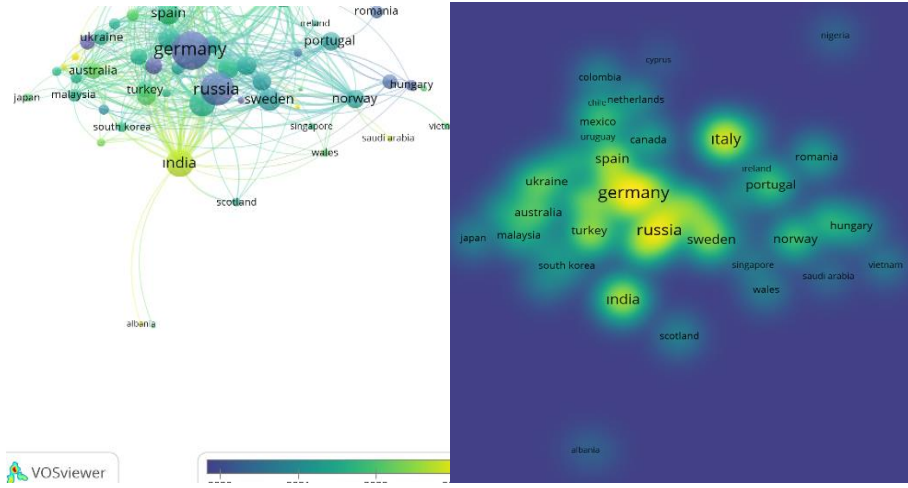 spain
romania
ireland
ukraine
germany
portugal
australia
turkey
russia
hungary
japan
malaysia
sweden
norway
south korea
singapore
saudi arabia
india
wales
scotland
albania
VOSviewer
nigeria
cyprus
colombia
chile
netherlands
mexico
uruguay
canada
italy
spain
ireland
romania
ukraine
germany
portugal
australia
turkey
russia
hungary
japan
malaysia
sweden
norway
south korea
singapore
vietnam
saudi arabia
india
wales
scotland
albania